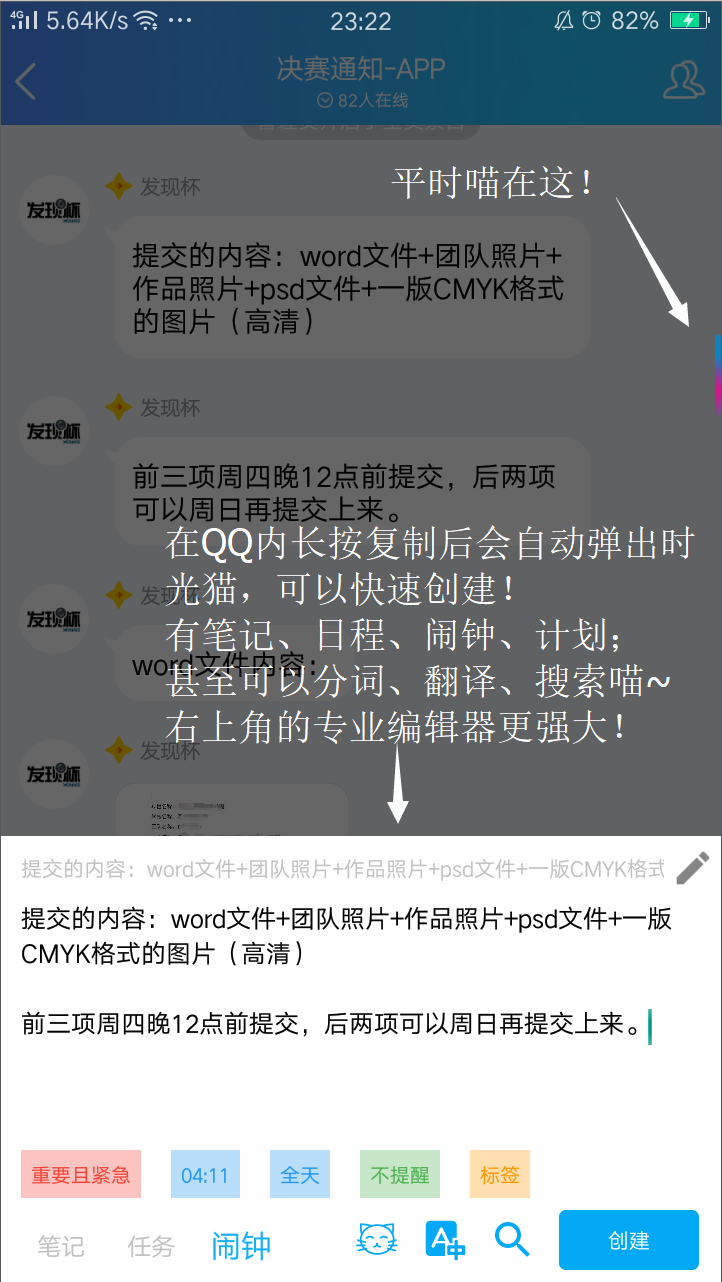 4G 5.64K/s 23:22 82%
决赛通知-APP
82人在线
平时喵在这！
发现杯
发现杯
提交的内容：word文件+团队照片+
作品照片+psd文件+一版CMYK格式
的图片（高清）
发现杯
发现杯
前三项周四晚12点前提交，后两项
可以周日再提交上来。
在QQ内长按复制后会自动弹出时
光猫，可以快速创建！
有笔记、日程、闹钟、计划；
甚至可以分词、翻译、搜索喵~
右上角的专业编辑器更强大！
发现杯
发现杯
word文件内容：
发现杯
发现杯
提交的内容：word文件+团队照片+作品照片+psd文件+一版CMYK格式
提交的内容：word文件+团队照片+作品照片+psd文件+一版
CMYK格式的图片（高清）
前三项周四晚12点前提交，后两项可以周日再提交上来。
重要且紧急 04:11 全天 不提醒 标签
笔记 任务 闹钟 A中 创建